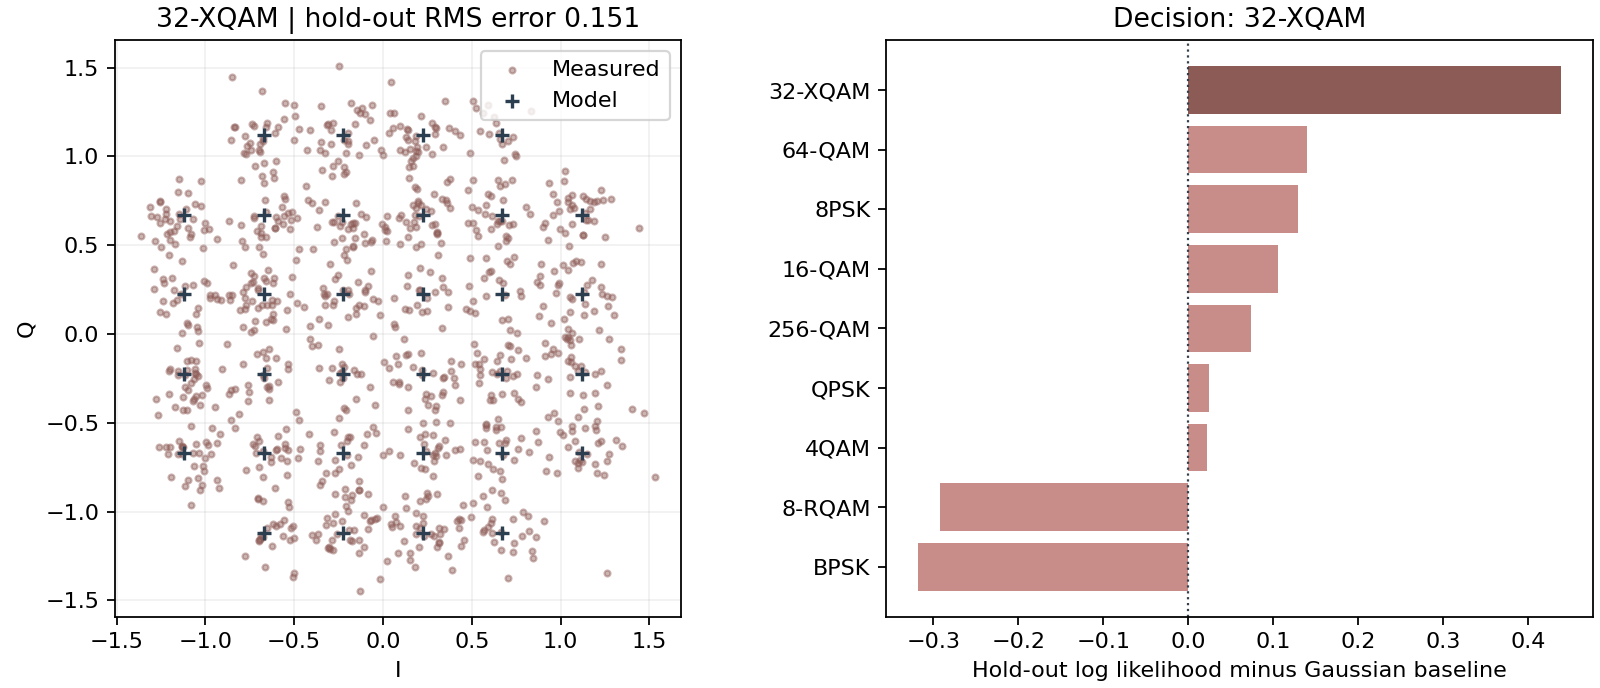 32-XQAM | hold-out RMS error 0.151
Measured
Model
1.5
1.0
0.5
0.0
−0.5
−1.0
−1.5
Q
−1.5
−1.0
−0.5
0.0
0.5
1.0
1.5
I
Decision: 32-XQAM
32-XQAM
64-QAM
8PSK
16-QAM
256-QAM
QPSK
4QAM
8-RQAM
BPSK
−0.3
−0.2
−0.1
0.0
0.1
0.2
0.3
0.4
Hold-out log likelihood minus Gaussian baseline